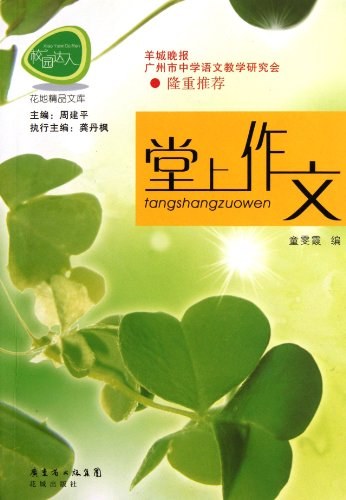 校园达人
羊城晚报
广州市中学语文教学研究会
●隆重推荐
花地精品文库
主编：周建平
执行主编：龚丹枫
堂上作文
tangshangzuowen
童雯霞 编
广东省出版集团
花城出版社